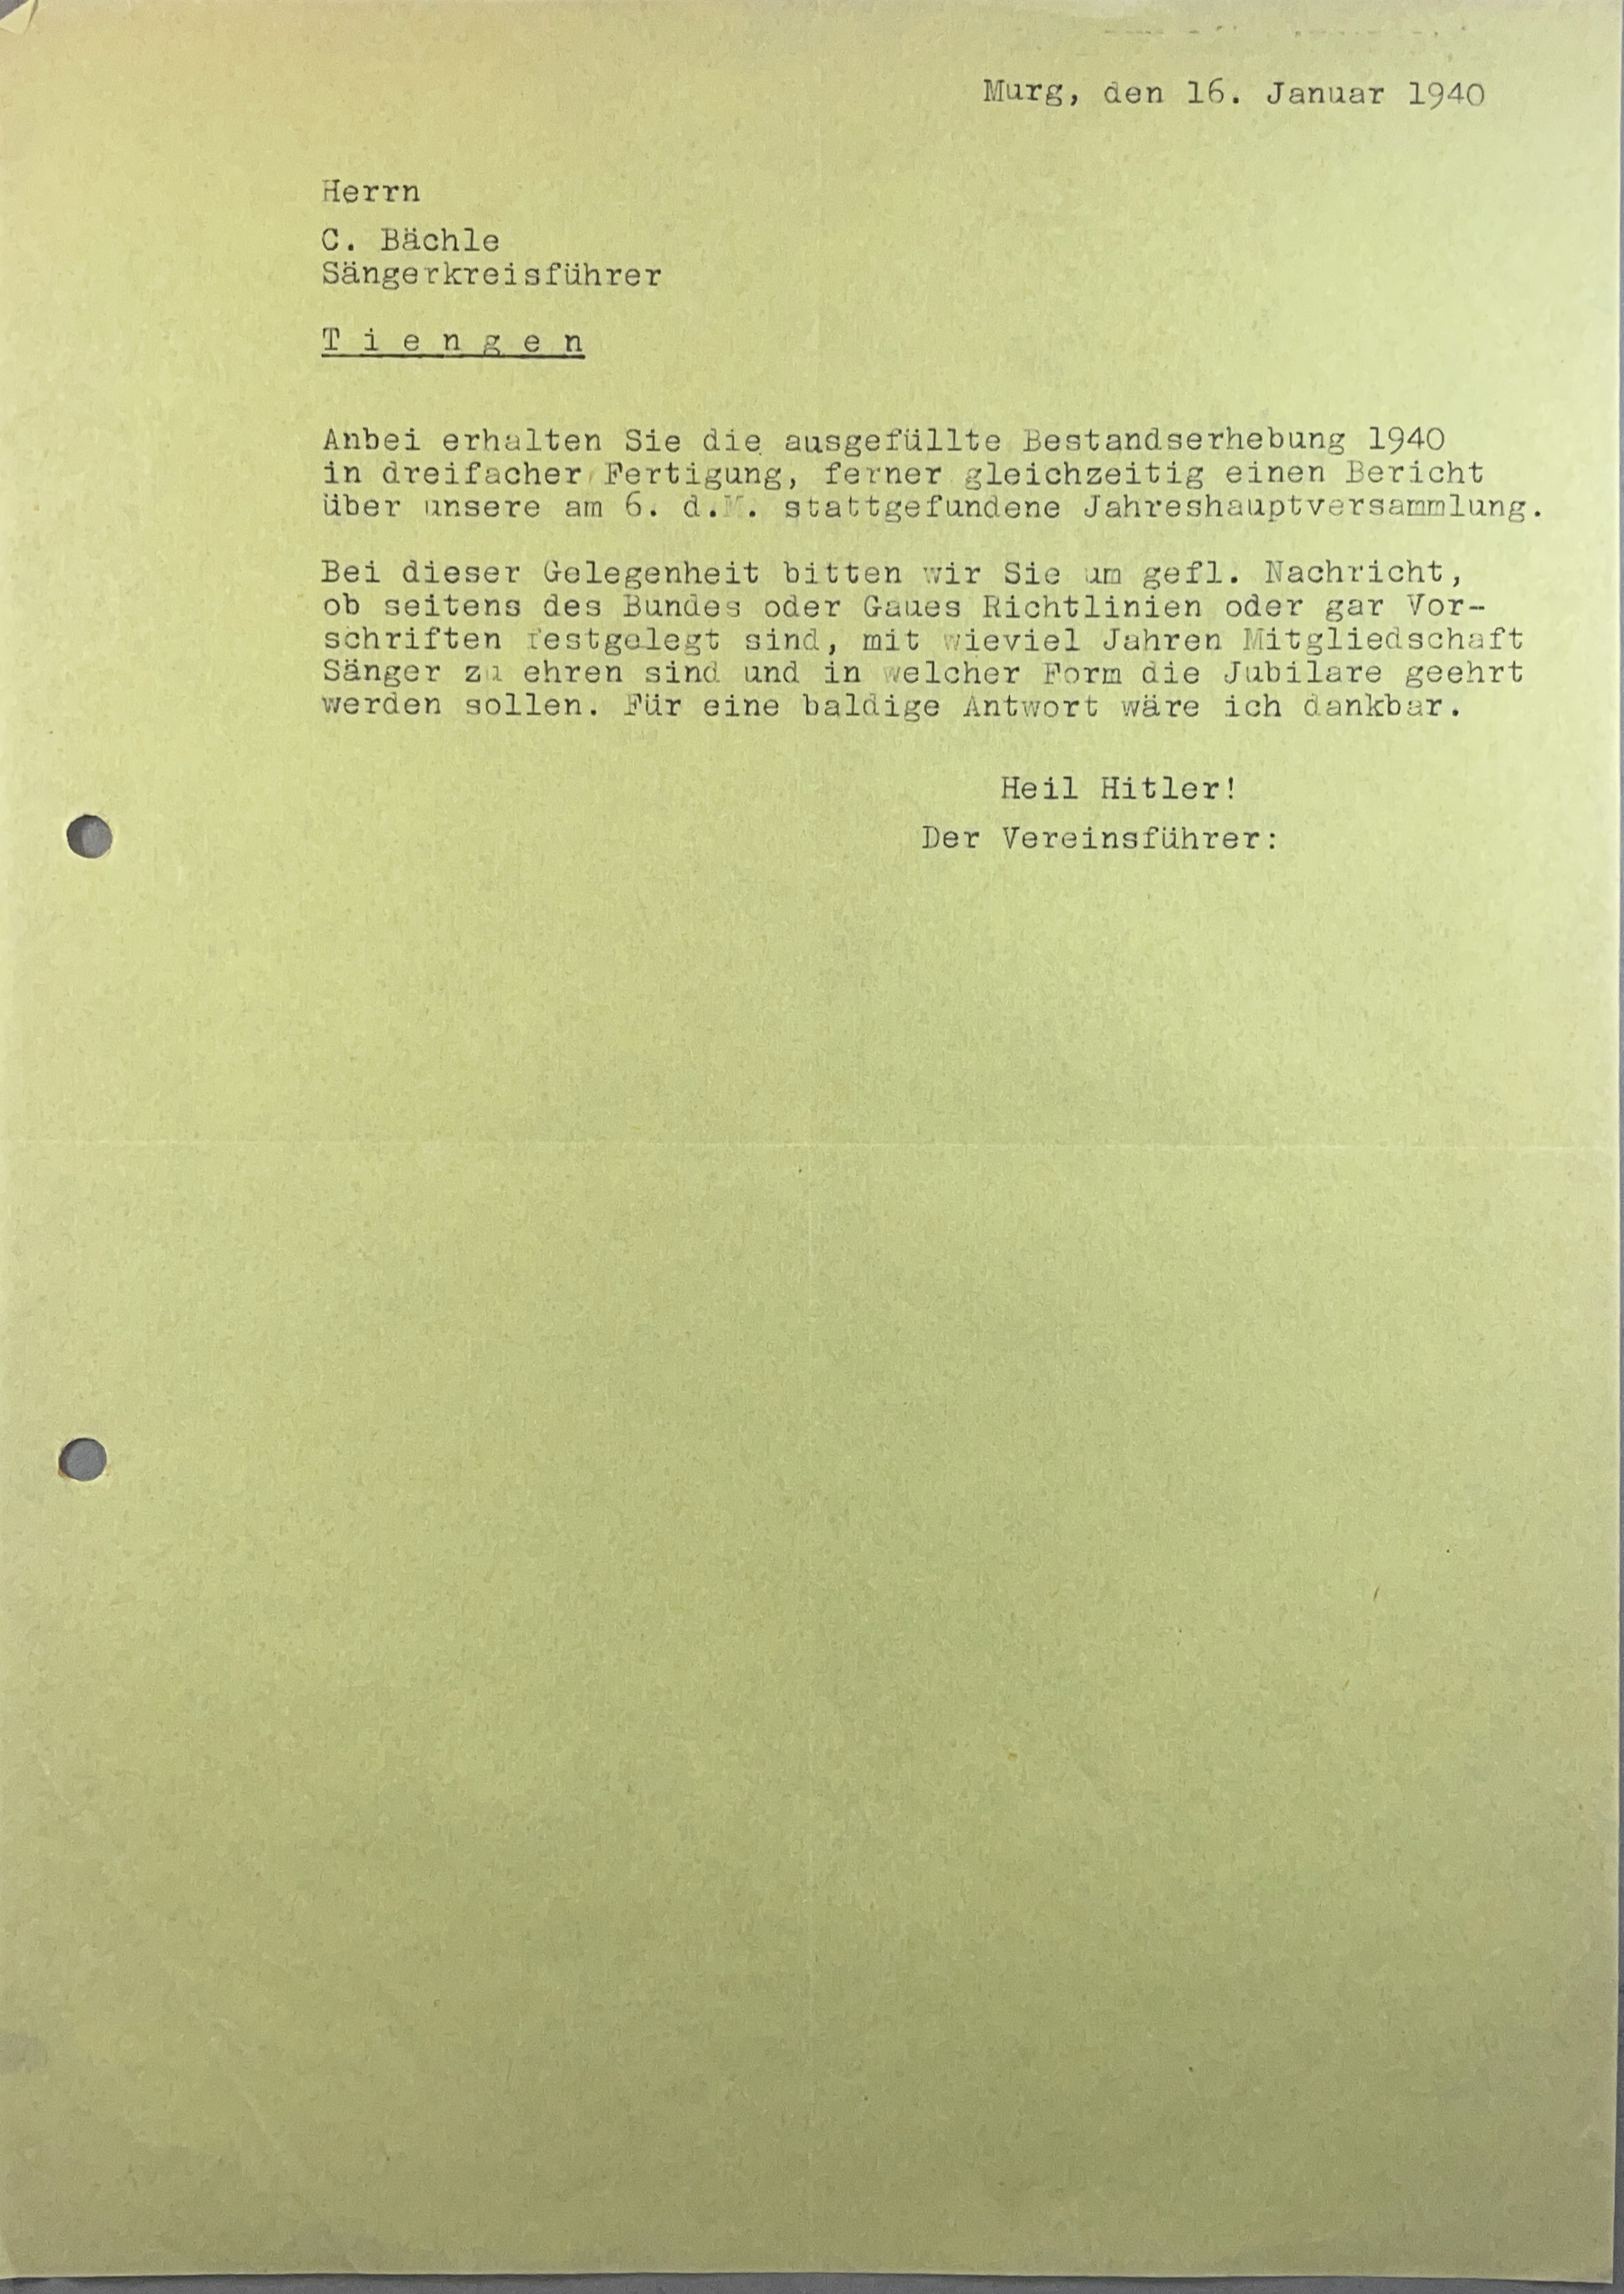 Murg, den 16. Januar 1940
Herrn
C. Bächle
Sängerkreisführer
T i e n g e n
Anbei erhalten Sie die ausgefüllte Bestandserhebung 1940
in dreifacher Fertigung, ferner gleichzeitig einen Bericht
über unsere am 6. d.M. stattgefundene Jahreshauptversammlung.
Bei dieser Gelegenheit bitten wir Sie um gefl. Nachricht,
ob seitens des Bundes oder Gaues Richtlinien oder gar Vor-
schriften festgelegt sind, mit wieviel Jahren Mitgliedschaft
Sänger zu ehren sind und in welcher Form die Jubilare geehrt
werden sollen. Für eine baldige Antwort wäre ich dankbar.
Heil Hitler!
Der Vereinsführer: